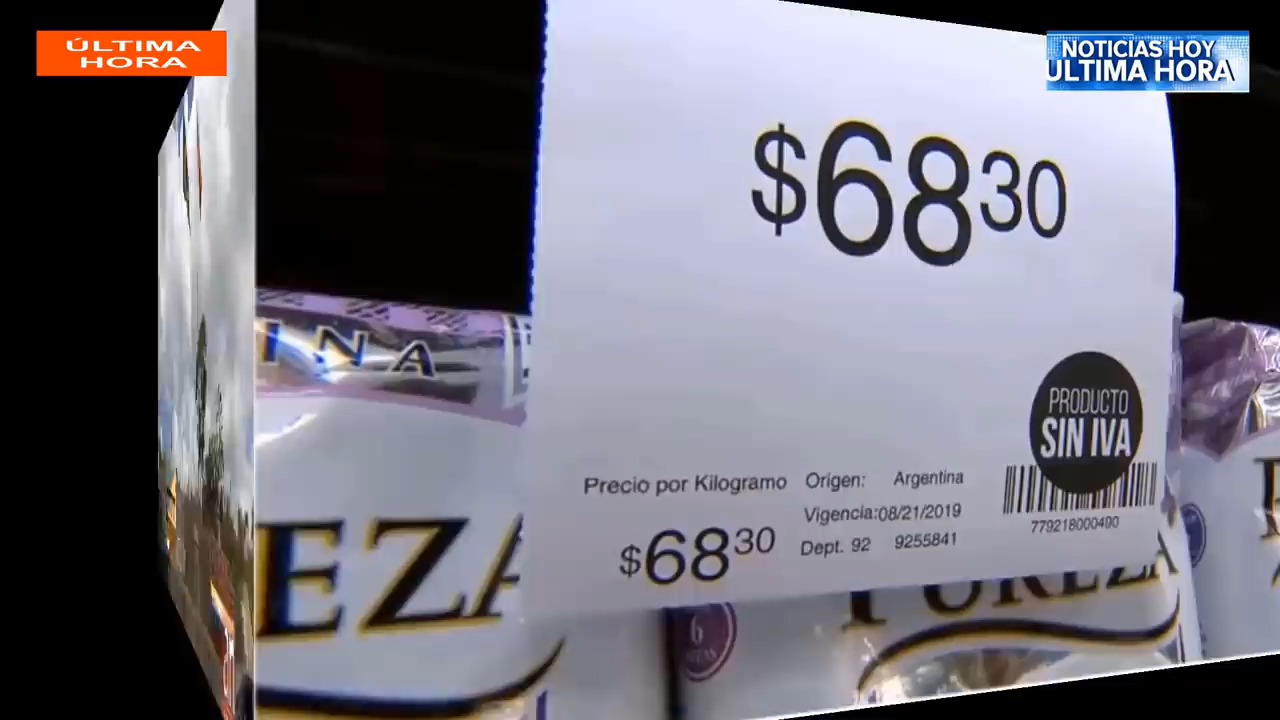 ÚLTIMA
HORA
NOTICIAS HOY
ULTIMA HORA
$6830
INA
PRODUCTO
SIN IVA
Precio por Kilogramo
$6830
Origen: Argentina
Vigencia:08/21/2019
Dept. 92 9255841
779218000490
EZA
PUREZA
6